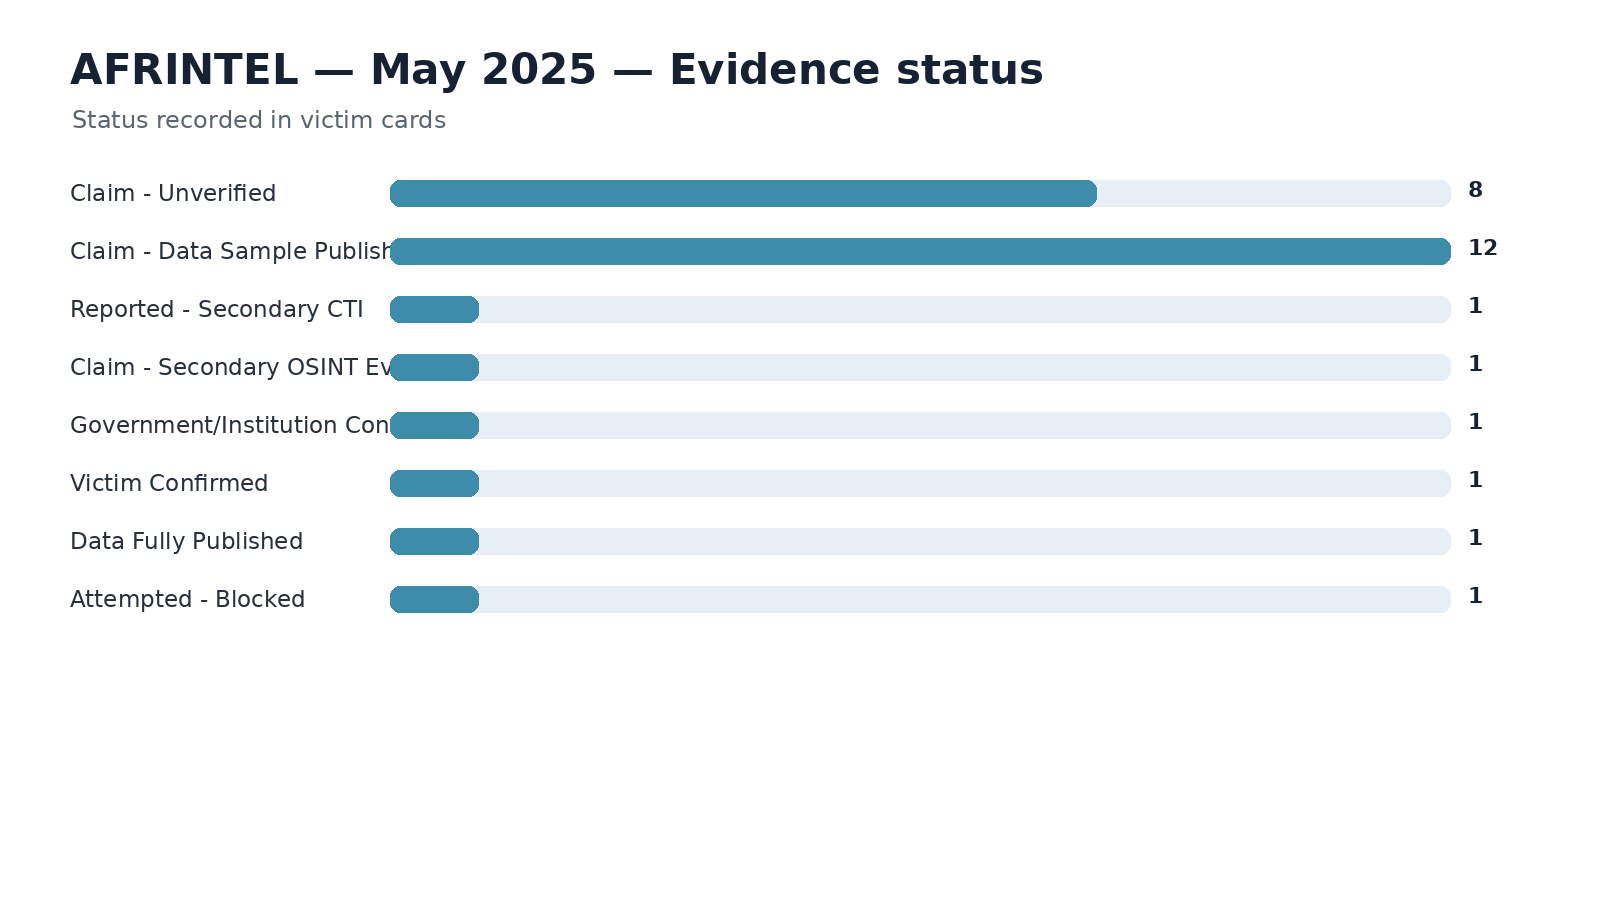 AFRINTEL — May 2025 — Evidence status
Status recorded in victim cards
Claim - Unverified 8
Claim - Data Sample Publish 12
Reported - Secondary CTI 1
Claim - Secondary OSINT Ev 1
Government/Institution Con 1
Victim Confirmed 1
Data Fully Published 1
Attempted - Blocked 1